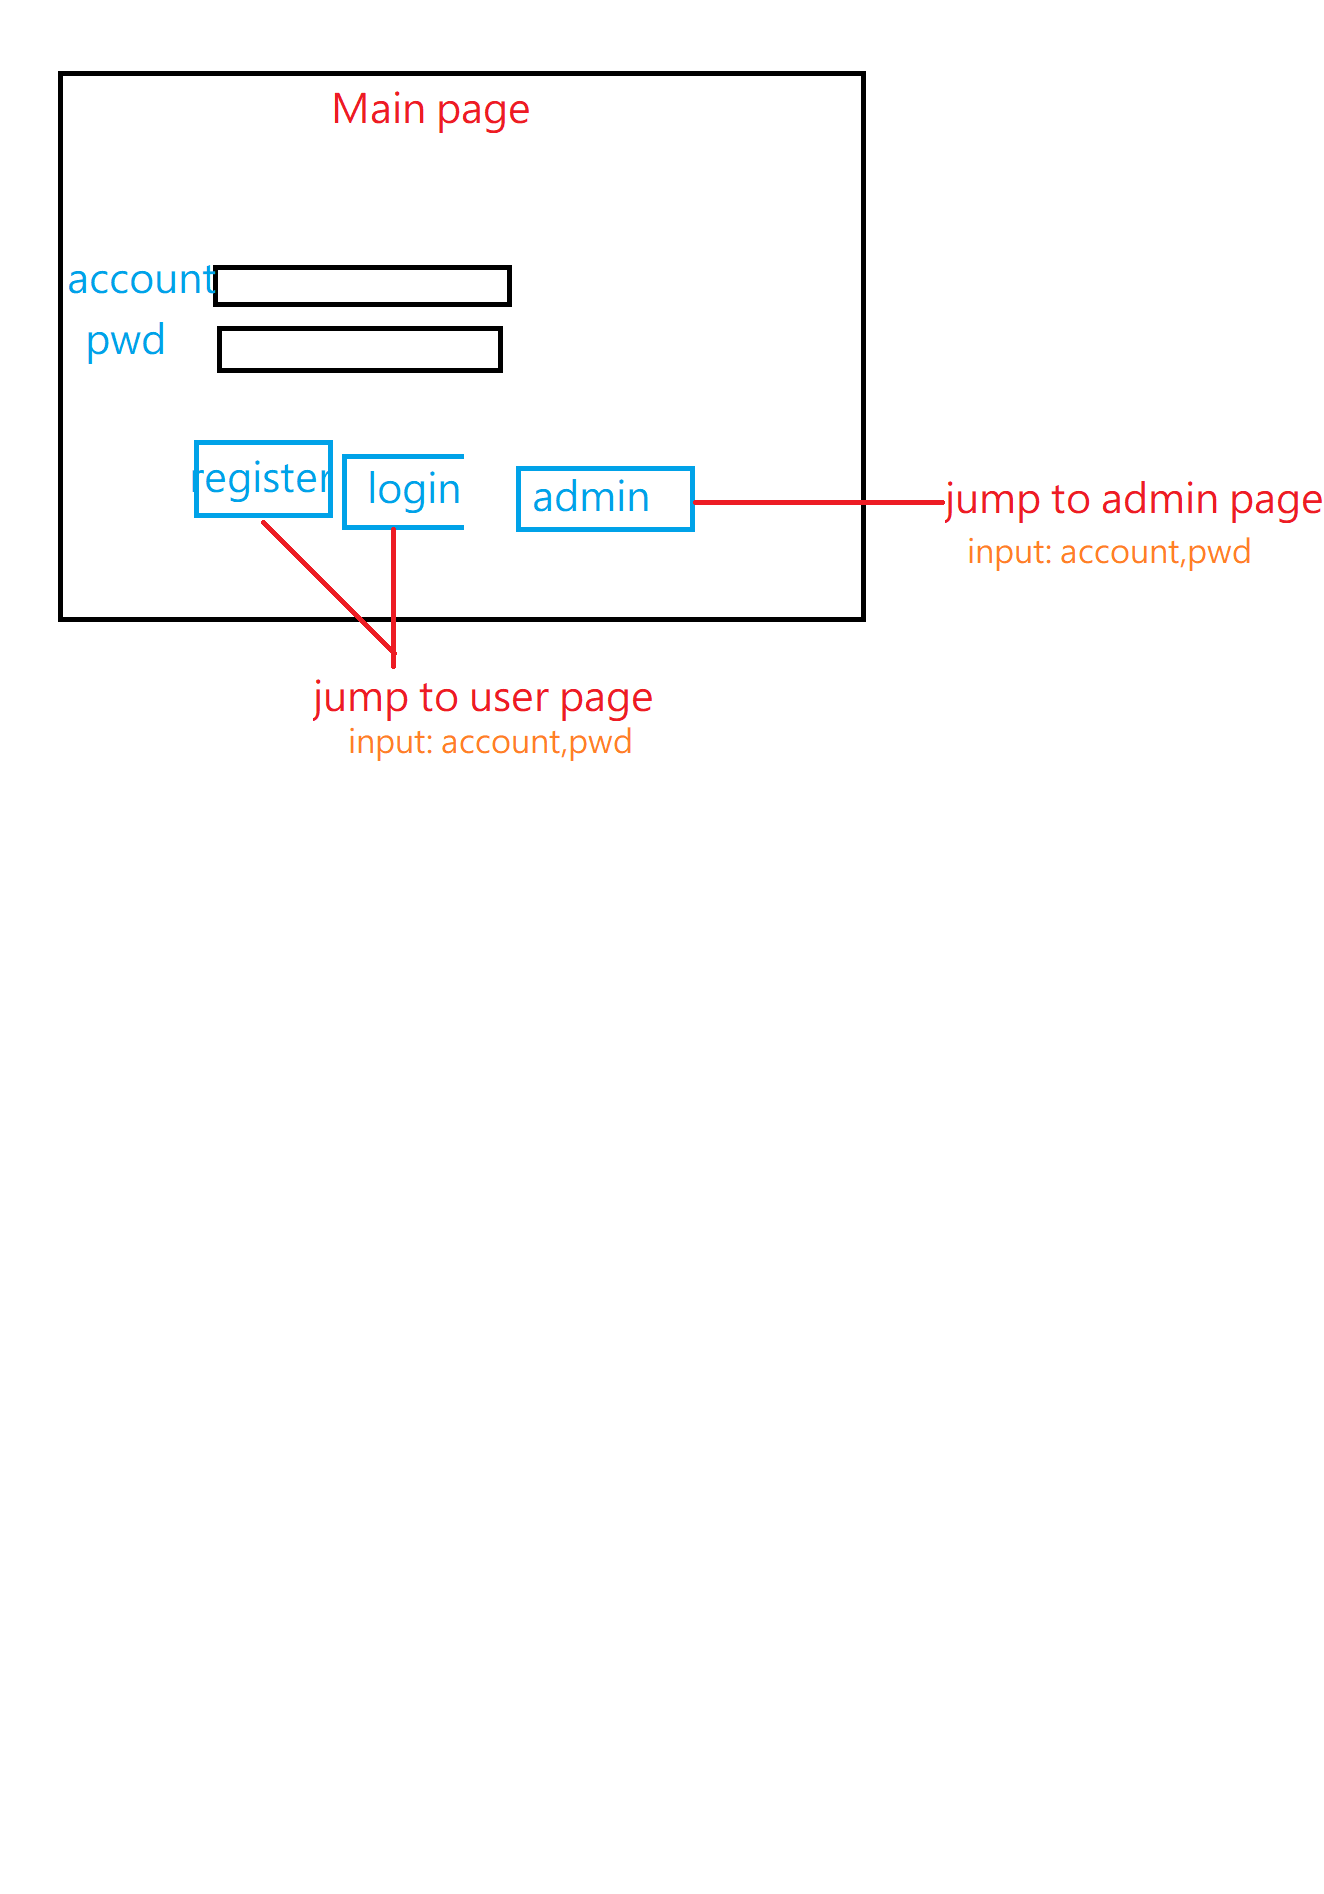 Main page
account
pwd
register
login
admin
jump to admin page
input: account,pwd
jump to user page
input: account,pwd